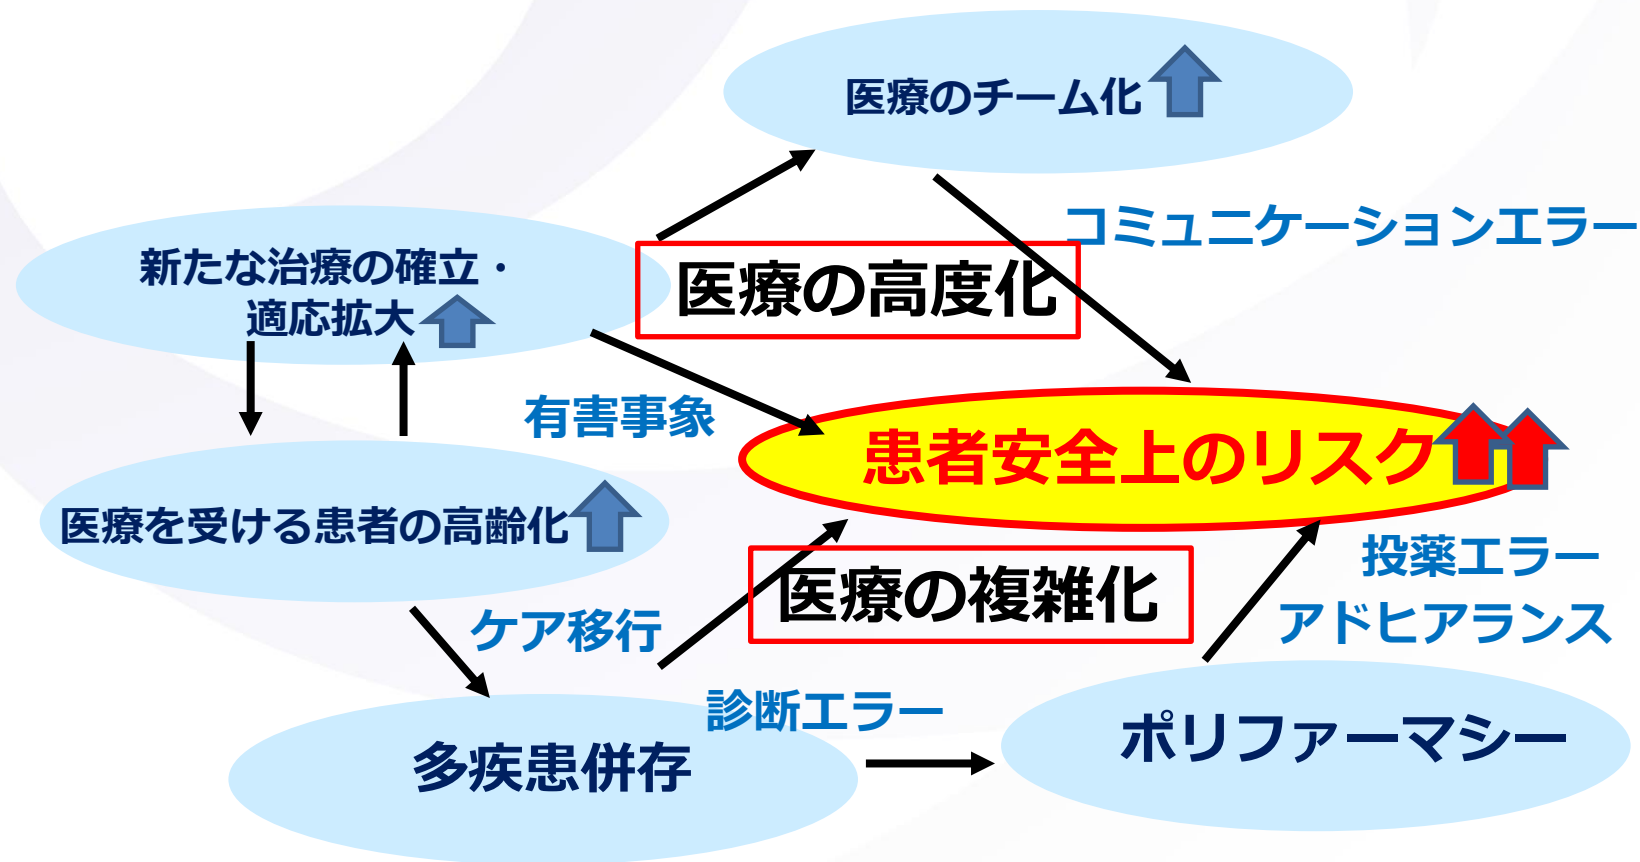 医療のチーム化
コミュニケーションエラー
新たな治療の確立・
適応拡大
医療の高度化
有害事象
患者安全上のリスク
医療を受ける患者の高齢化
投薬エラー
アドヒアランス
医療の複雑化
ケア移行
診断エラー
ポリファーマシー
多疾患併存